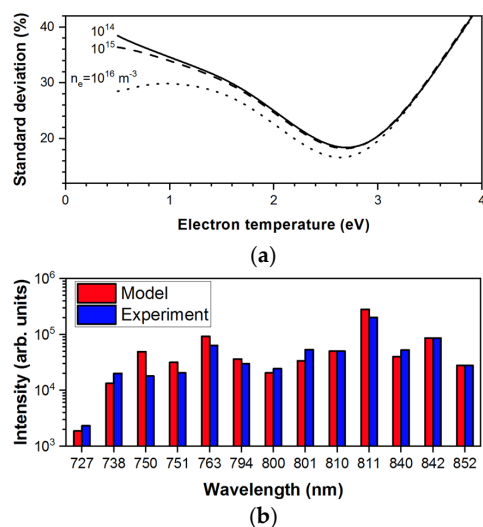 10¹⁴
10¹⁵
nₑ=10¹⁶ m⁻³
Standard deviation (%)
40
30
20
0 1 2 3 4
Electron temperature (eV)
(a)
Intensity (arb. units)
10⁶
10⁵
10⁴
10³
Model
Experiment
727 738 750 751 763 794 800 801 810 811 840 842 852
Wavelength (nm)
(b)